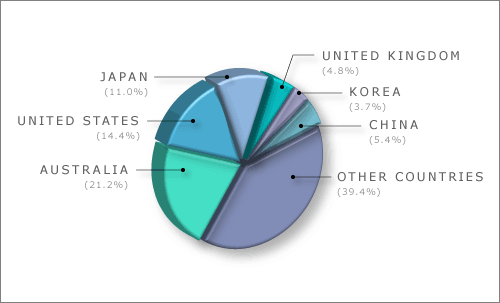 UNITED KINGDOM
(4.8%)
JAPAN
(11.0%)
KOREA
(3.7%)
UNITED STATES
(14.4%)
CHINA
(5.4%)
AUSTRALIA
(21.2%)
OTHER COUNTRIES
(39.4%)